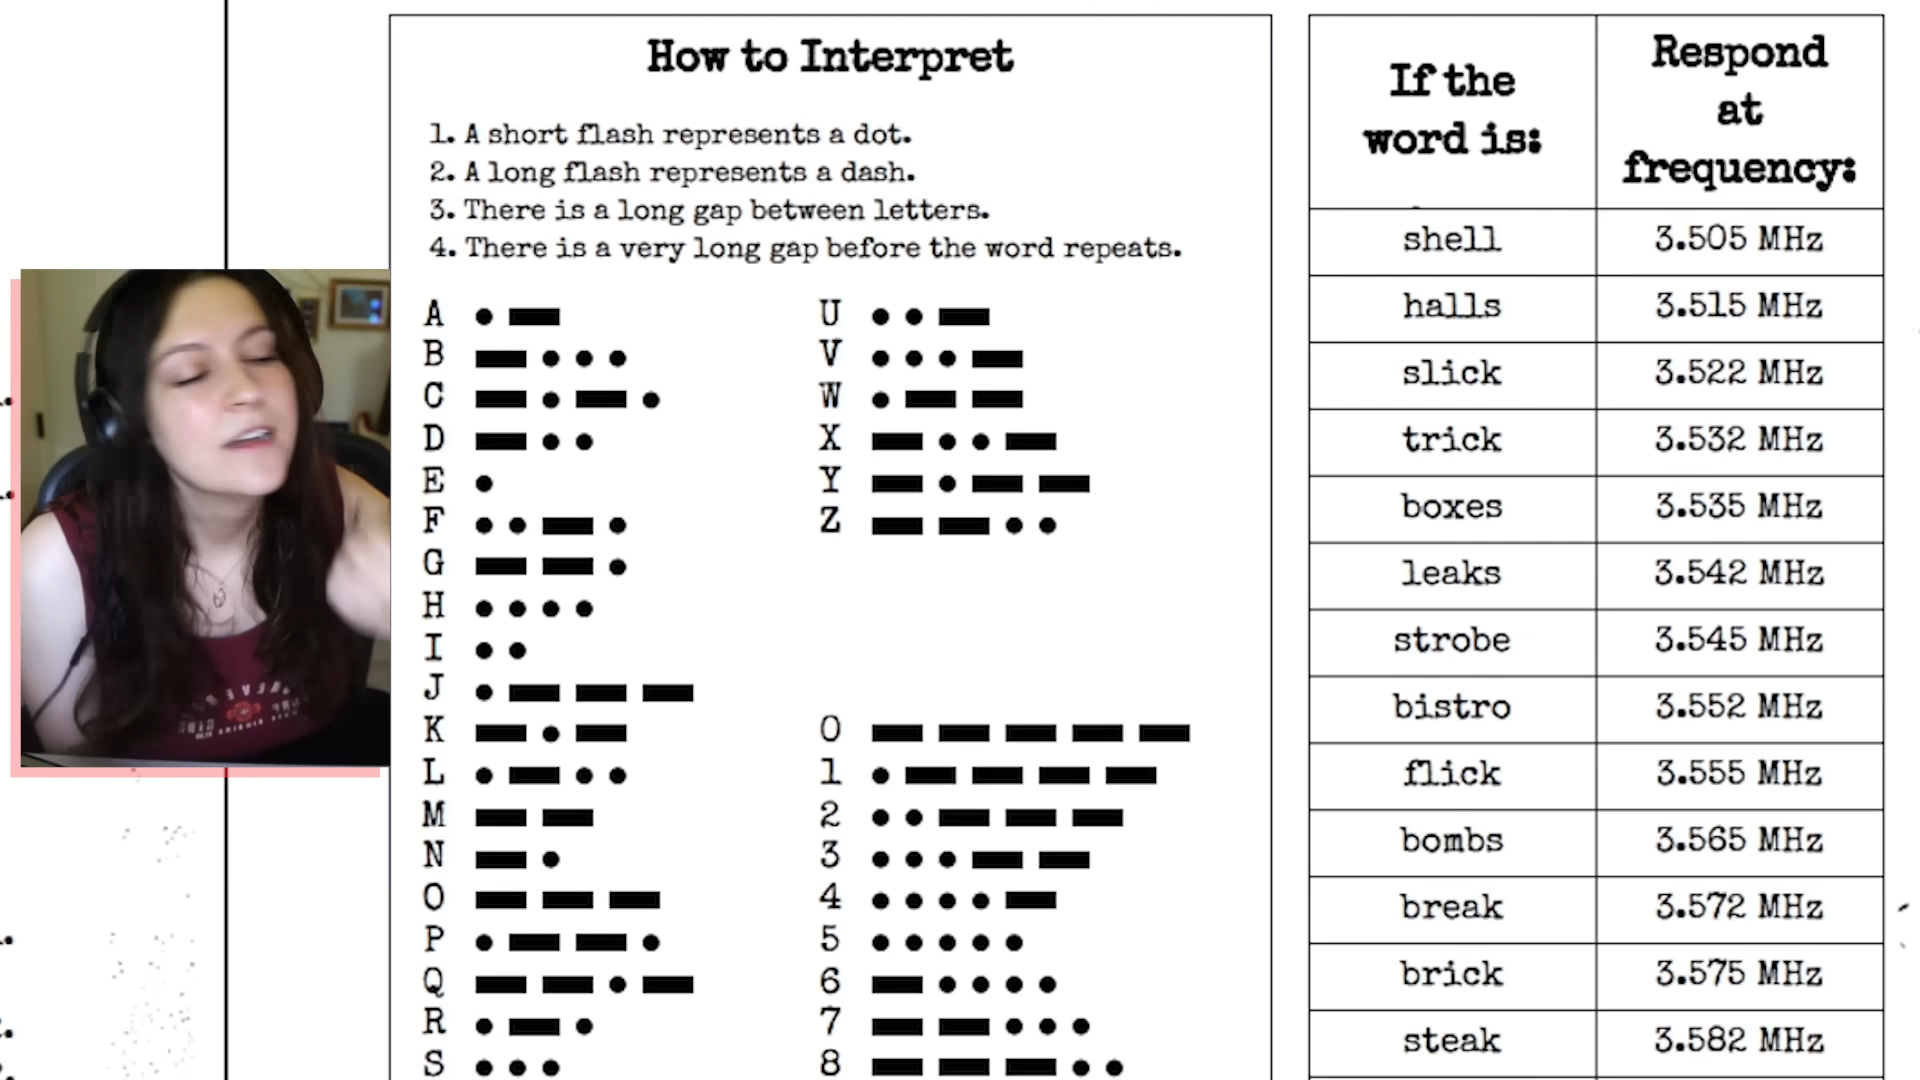 How to Interpret
1. A short flash represents a dot.
2. A long flash represents a dash.
3. There is a long gap between letters.
4. There is a very long gap before the word repeats.
A
B
C
D
E
F
G
H
I
J
K
L
M
N
O
P
Q
R
S
U
V
W
X
Y
Z
0
1
2
3
4
5
6
7
8
If the word is: Respond at frequency:
shell 3.505 MHz
halls 3.515 MHz
slick 3.522 MHz
trick 3.532 MHz
boxes 3.535 MHz
leaks 3.542 MHz
strobe 3.545 MHz
bistro 3.552 MHz
flick 3.555 MHz
bombs 3.565 MHz
break 3.572 MHz
brick 3.575 MHz
steak 3.582 MHz